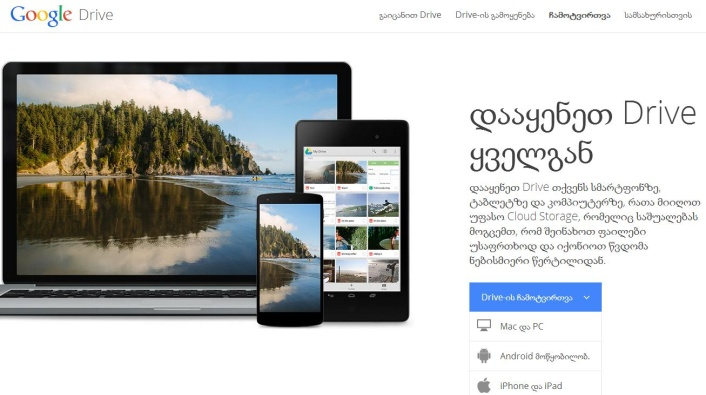 Google Drive
გაიცანით Drive Drive-ის გამოყენება ჩამოტვირთვა სამსახურისთვის
დააყენეთ Drive
ყველგან
დააყენეთ Drive თქვენს სმარტფონზე,
ტაბლეტზე და კომპიუტერზე, რათა მიიღოთ
უფასო Cloud Storage, რომელიც საშუალებას
მოგცემთ, რომ შეინახოთ ფაილები
უსაფრთხოდ და იქონიოთ წვდომა
ნებისმიერი წერტილიდან.
Drive-ის ჩამოტვირთვა
Mac და PC
Android მოწყობილობ.
iPhone და iPad
My Drive